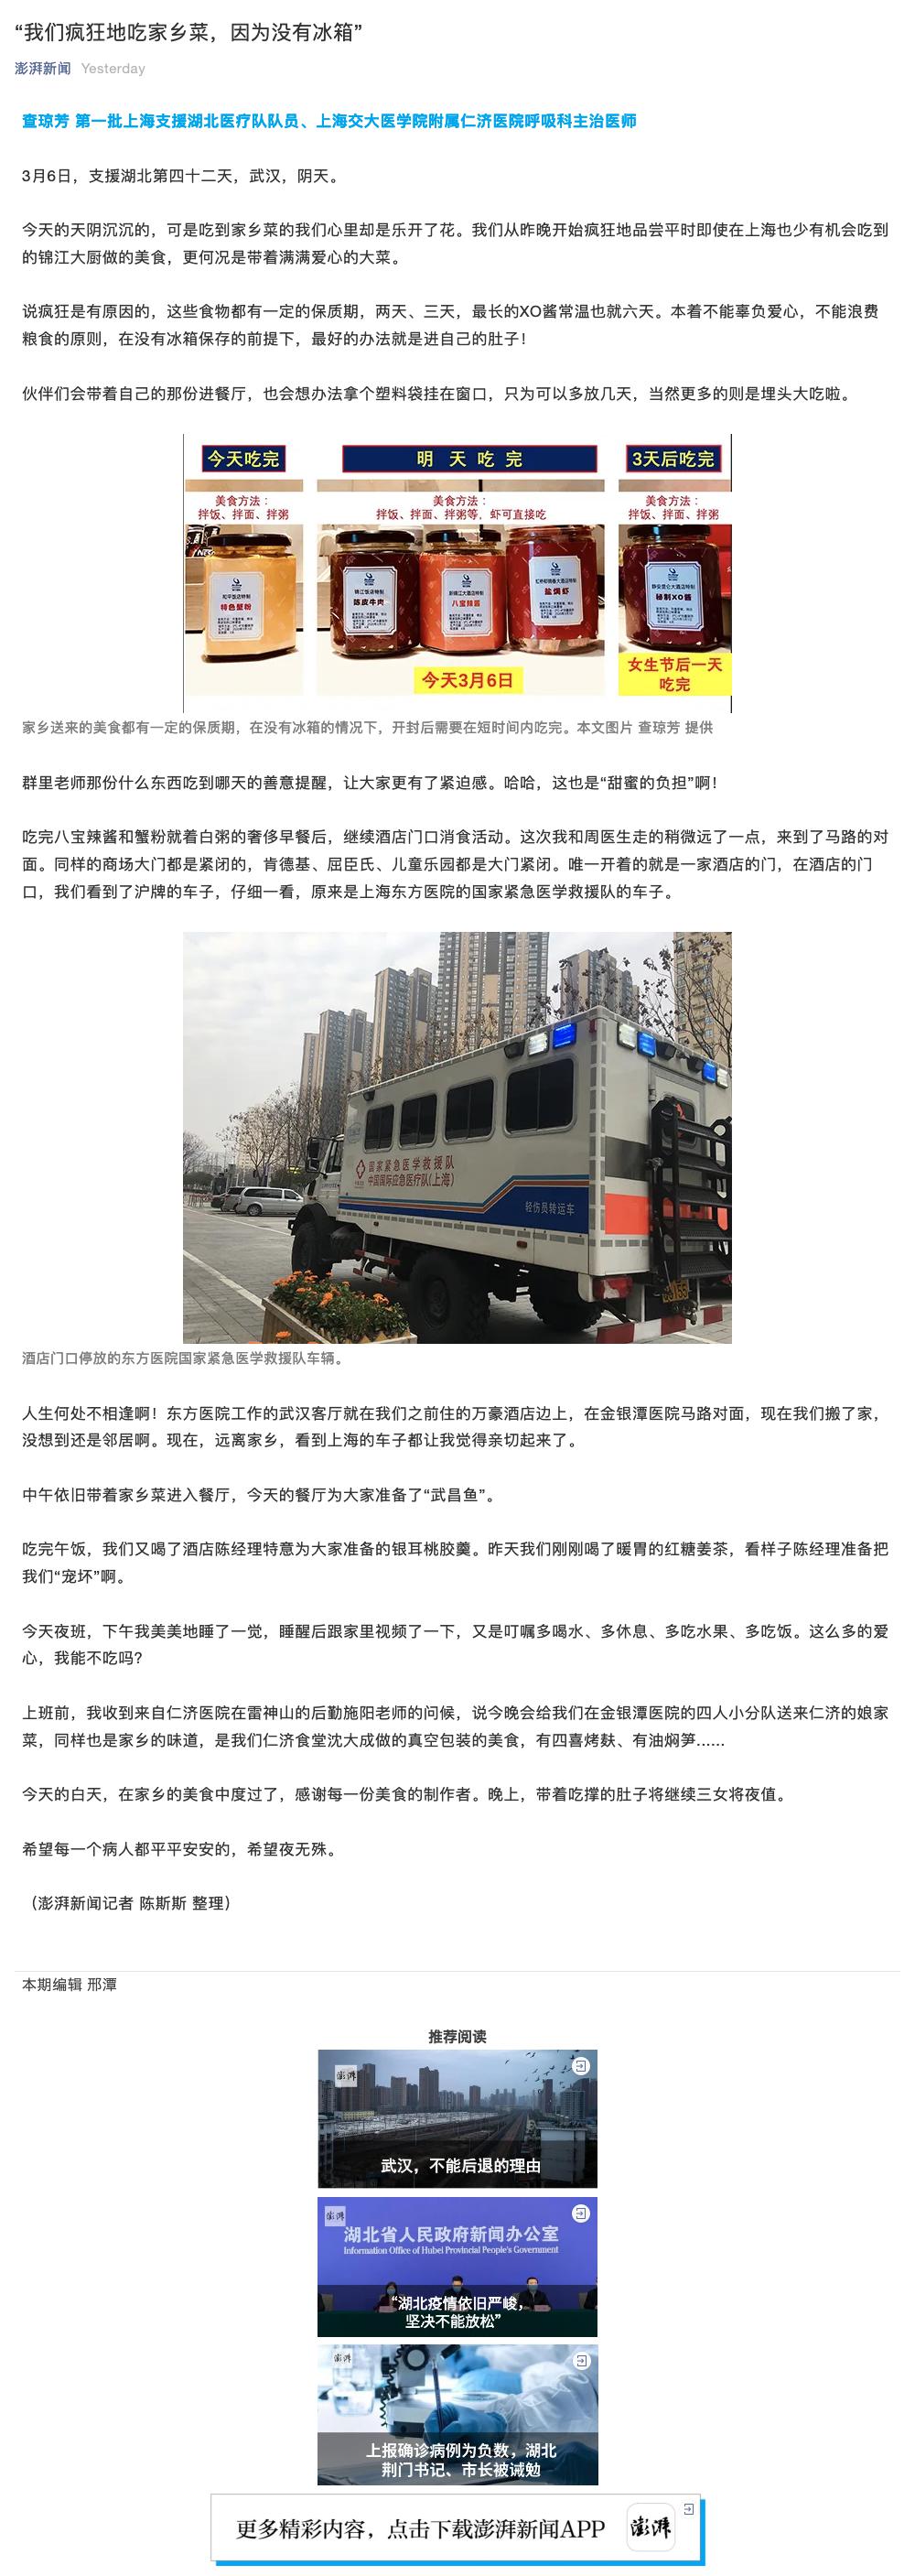 “我们疯狂地吃家乡菜，因为没有冰箱”
澎湃新闻 Yesterday
查琼芳 第一批上海支援湖北医疗队队员、上海交大医学院附属仁济医院呼吸科主治医师
3月6日，支援湖北第四十二天，武汉，阴天。
今天的天阴沉沉的，可是吃到家乡菜的我们心里却是乐开了花。我们从昨晚开始疯狂地品尝平时即使在上海也少有机会吃到
的锦江大厨做的美食，更何况是带着满满爱心的大菜。
说疯狂是有原因的，这些食物都有一定的保质期，两天、三天，最长的XO酱常温也就六天。本着不能辜负爱心，不能浪费
粮食的原则，在没有冰箱保存的前提下，最好的办法就是进自己的肚子！
伙伴们会带着自己的那份进餐厅，也会想办法拿个塑料袋挂在窗口，只为可以多放几天，当然更多的则是埋头大吃啦。
今天吃完
明 天 吃 完
3天后吃完
美食方法：
拌饭、拌面、拌粥
美食方法：
拌饭、拌面、拌粥等，虾可直接吃
美食方法：
拌饭、拌面、拌粥
和平饭店特制
特色蟹粉
锦江饭店特制
陈皮牛肉
新锦江大酒店特制
八宝辣酱
盐焗虾
静安昆仑大酒店特制
秘制XO酱
今天3月6日
女生节后一天
吃完
家乡送来的美食都有一定的保质期，在没有冰箱的情况下，开封后需要在短时间内吃完。本文图片 查琼芳 提供
群里老师那份什么东西吃到哪天的善意提醒，让大家更有了紧迫感。哈哈，这也是“甜蜜的负担”啊！
吃完八宝辣酱和蟹粉就着白粥的奢侈早餐后，继续酒店门口消食活动。这次我和周医生走的稍微远了一点，来到了马路的对
面。同样的商场大门都是紧闭的，肯德基、屈臣氏、儿童乐园都是大门紧闭。唯一开着的就是一家酒店的门，在酒店的门
口，我们看到了沪牌的车子，仔细一看，原来是上海东方医院的国家紧急医学救援队的车子。
国家紧急医学救援队
中国国际应急医疗队(上海)
轻伤员转运车
酒店门口停放的东方医院国家紧急医学救援队车辆。
人生何处不相逢啊！东方医院工作的武汉客厅就在我们之前住的万豪酒店边上，在金银潭医院马路对面，现在我们搬了家，
没想到还是邻居啊。现在，远离家乡，看到上海的车子都让我觉得亲切起来了。
中午依旧带着家乡菜进入餐厅，今天的餐厅为大家准备了“武昌鱼”。
吃完午饭，我们又喝了酒店陈经理特意为大家准备的银耳桃胶羹。昨天我们刚刚喝了暖胃的红糖姜茶，看样子陈经理准备把
我们“宠坏”啊。
今天夜班，下午我美美地睡了一觉，睡醒后跟家里视频了一下，又是叮嘱多喝水、多休息、多吃水果、多吃饭。这么多的爱
心，我能不吃吗?
上班前，我收到来自仁济医院在雷神山的后勤施阳老师的问候，说今晚会给我们在金银潭医院的四人小分队送来仁济的娘家
菜，同样也是家乡的味道，是我们仁济食堂沈大成做的真空包装的美食，有四喜烤麸、有油焖笋......
今天的白天，在家乡的美食中度过了，感谢每一份美食的制作者。晚上，带着吃撑的肚子将继续三女将夜值。
希望每一个病人都平平安安的，希望夜无殊。
（澎湃新闻记者 陈斯斯 整理）
本期编辑 邢潭
推荐阅读
澎湃
武汉，不能后退的理由
澎湃
湖北省人民政府新闻办公室
Information Office of Hubei Provincial People's Government
“湖北疫情依旧严峻，
坚决不能放松”
澎湃
上报确诊病例为负数，湖北
荆门书记、市长被诫勉
更多精彩内容，点击下载澎湃新闻APP
澎湃